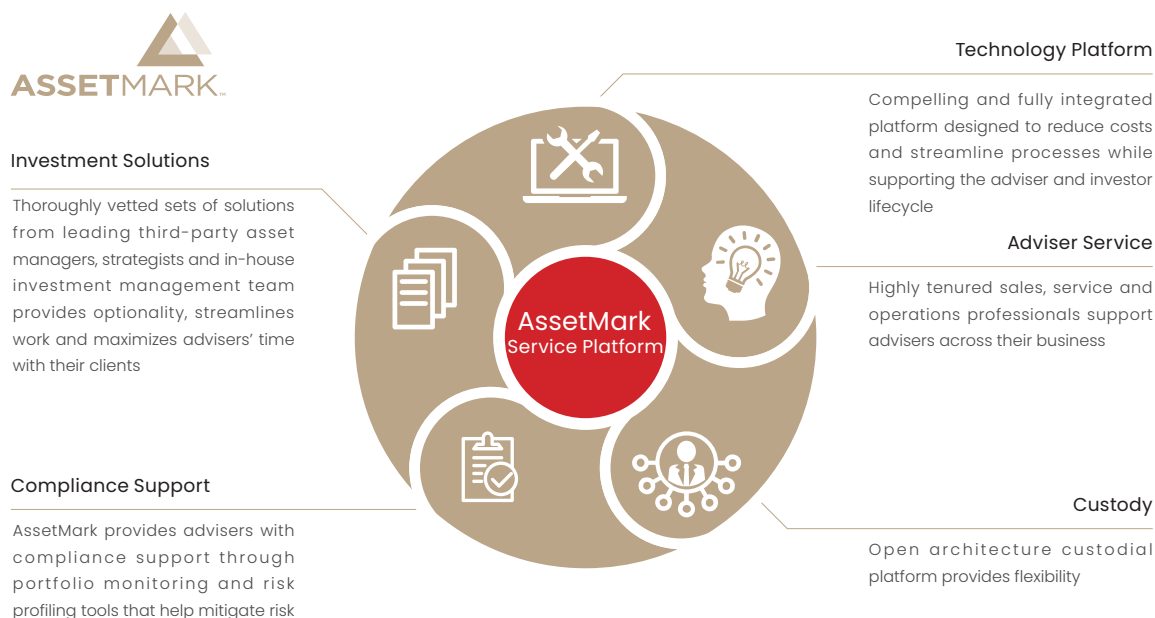 ASSETMARK™
Investment Solutions
Thoroughly vetted sets of solutions
from leading third-party asset
managers, strategists and in-house
investment management team
provides optionality, streamlines
work and maximizes advisers’ time
with their clients
Compliance Support
AssetMark provides advisers with
compliance support through
portfolio monitoring and risk
profiling tools that help mitigate risk
AssetMark
Service Platform
Technology Platform
Compelling and fully integrated
platform designed to reduce costs
and streamline processes while
supporting the adviser and investor
lifecycle
Adviser Service
Highly tenured sales, service and
operations professionals support
advisers across their business
Custody
Open architecture custodial
platform provides flexibility